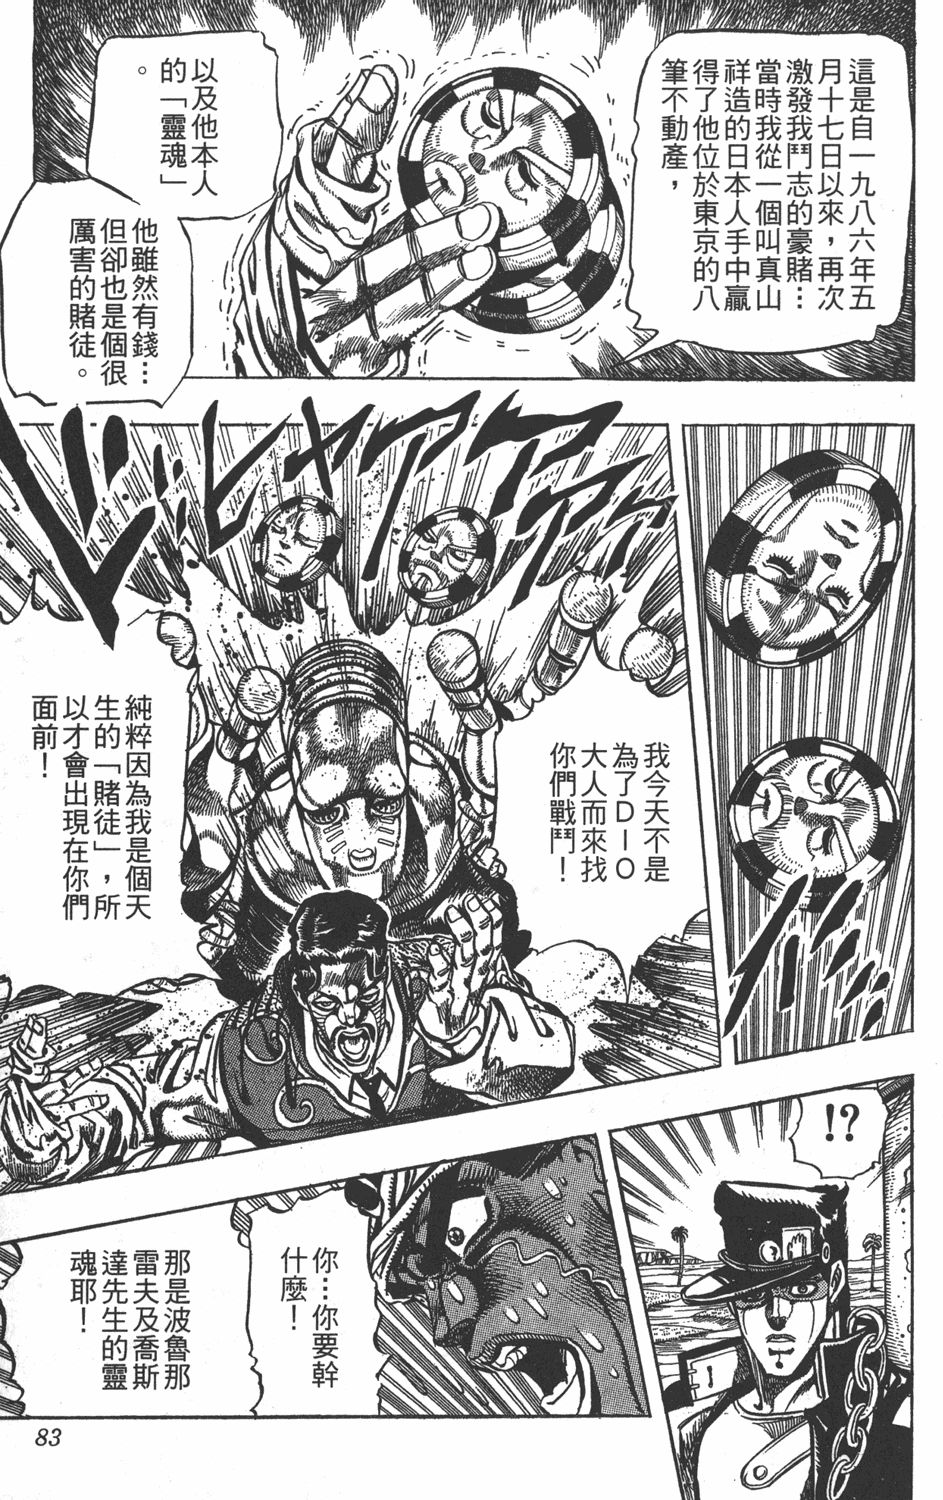 這是自一九八六年五
月十七日以來，再次
激發我鬥志的豪賭…
當時我從一個叫真山
祥造的日本人手中贏
得了他位於東京的八
筆不動產，
以及他本人
的「靈魂」
。
他雖然有錢…
但卻也是個很
厲害的賭徒。
バババ
ドヒャアアアアー
我今天不是
為了DIO
大人而來找
你們戰鬥！
純粹因為我是個天
生的「賭徒」，所
以才會出現在你們
面前！
!?
你…你要幹
什麼！
那是波魯那
雷夫及喬斯
達先生的靈
魂耶！
83